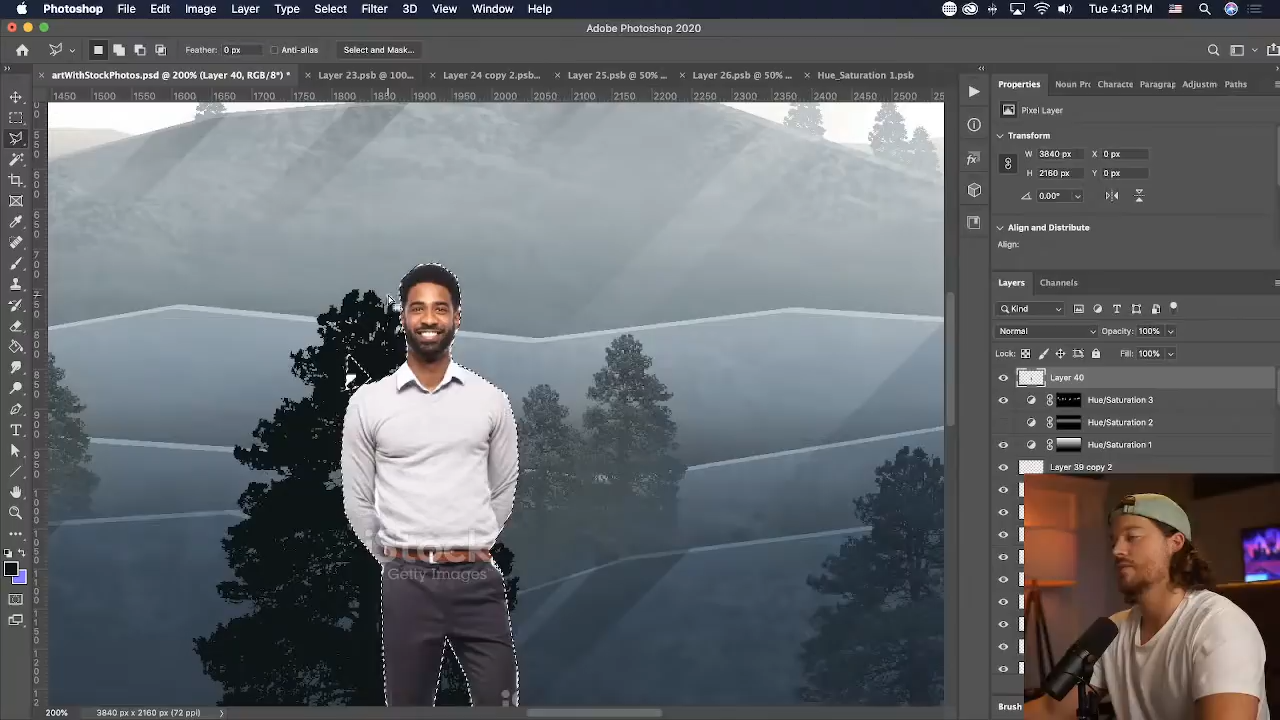 Photoshop File Edit Image Layer Type Select Filter 3D View Window Help
Tue 4:31 PM
Adobe Photoshop 2020
Feather: 0 px Anti-alias Select and Mask...
artWithStockPhotos.psd @ 200% (Layer 40, RGB/8*) * Layer 23.psb @ 100... Layer 24 copy 2.psb... Layer 25.psb @ 50% ... Layer 26.psb @ 50% ... Hue_Saturation 1.psb
Properties Noun Pr Characte Paragrap Adjustm Paths
1450 1500 1550 1600 1650 1700 1750 1800 1850 1900 1950 2000 2050 2100 2150 2200 2250 2300 2350 2400 2450 2500 25
Pixel Layer
Transform
W 3840 px X 0 px
H 2160 px Y 0 px
0.00°
Align and Distribute
Align:
Layers Channels
Kind
Normal Opacity: 100%
Lock: Fill: 100%
Layer 40
Hue/Saturation 3
Hue/Saturation 2
Hue/Saturation 1
Layer 39 copy 2
iStock
Getty Images
Brush
200% 3840 px x 2160 px (72 ppi)